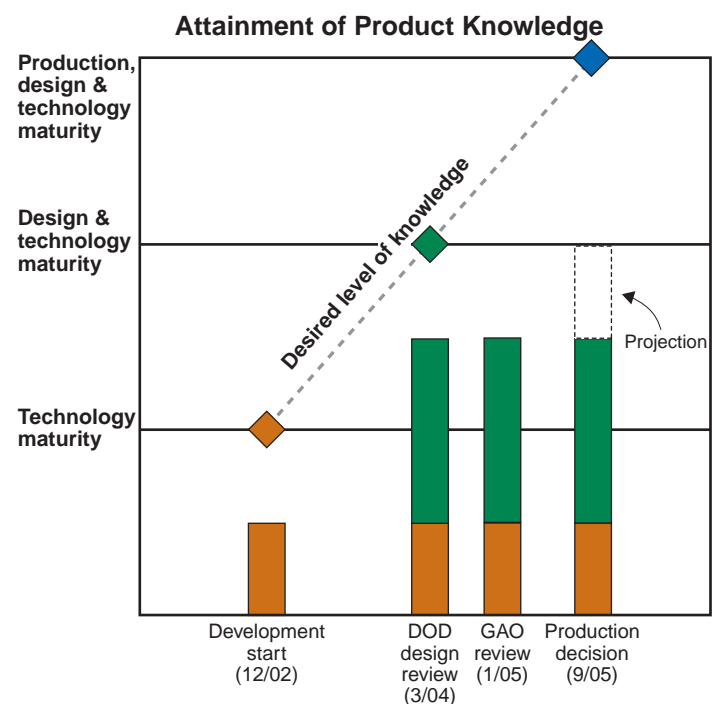 Attainment of Product Knowledge
Production,
design &
technology
maturity
Design &
technology
maturity
Technology
maturity
Desired level of knowledge
Projection
Development
start
(12/02)
DOD
design
review
(3/04)
GAO
review
(1/05)
Production
decision
(9/05)